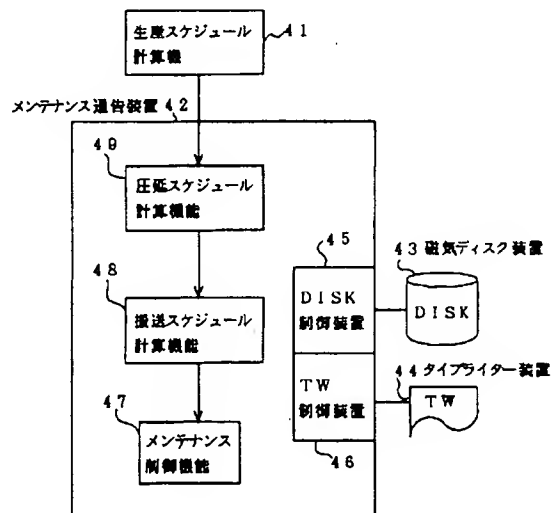 生産スケジュール
計算機
41
メンテナンス通告装置 42
49
圧延スケジュール
計算機能
48
搬送スケジュール
計算機能
47
メンテナンス
制御機能
45
DISK
制御装置
TW
制御装置
46
43 磁気ディスク装置
DISK
44 タイプライター装置
TW